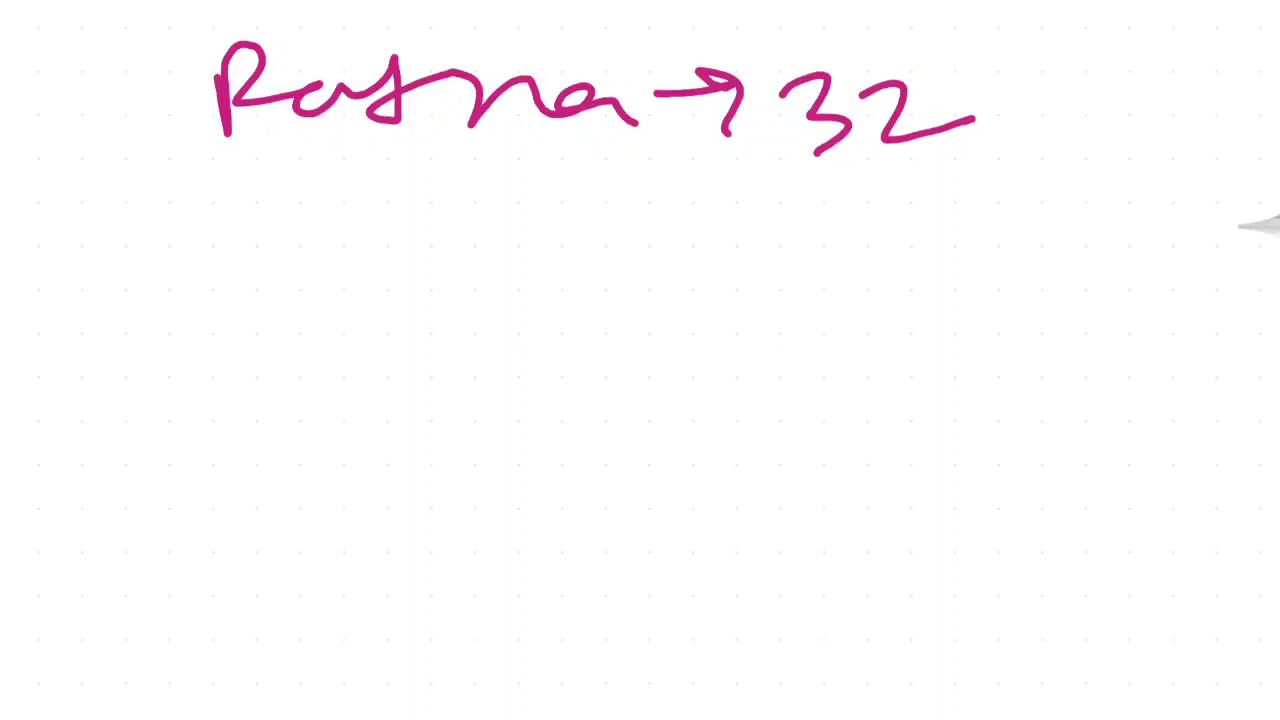 Ratna → 32